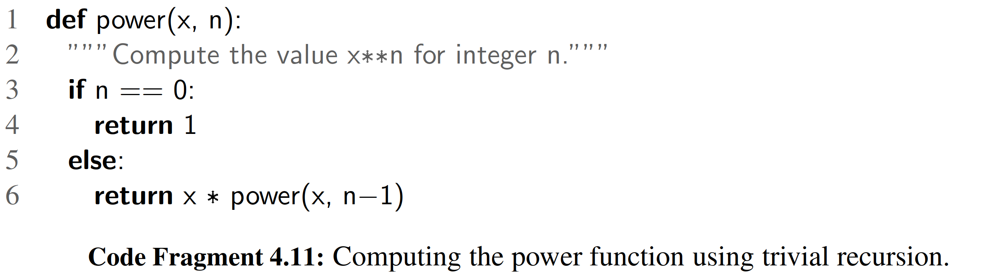 1 def power(x, n):
2 """Compute the value x**n for integer n."""
3 if n == 0:
4 return 1
5 else:
6 return x * power(x, n−1)
Code Fragment 4.11: Computing the power function using trivial recursion.